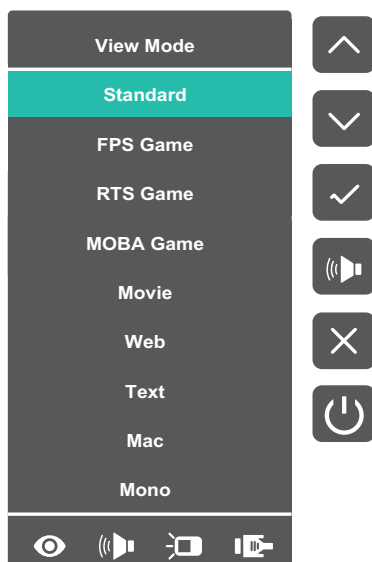 View Mode
Standard
FPS Game
RTS Game
MOBA Game
Movie
Web
Text
Mac
Mono